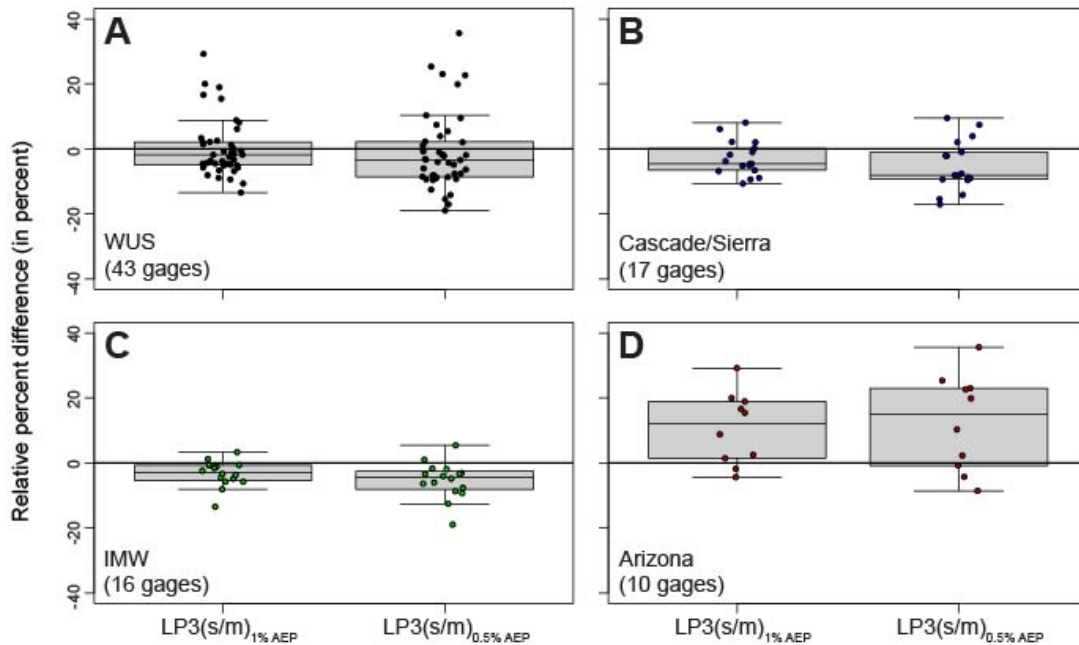 A
B
40
20
0
-20
-40
WUS
(43 gages)
Cascade/Sierra
(17 gages)
Relative percent difference (in percent)
C
D
40
20
0
-20
-40
IMW
(16 gages)
Arizona
(10 gages)
LP3(s/m)1% AEP
LP3(s/m)0.5% AEP
LP3(s/m)1% AEP
LP3(s/m)0.5% AEP